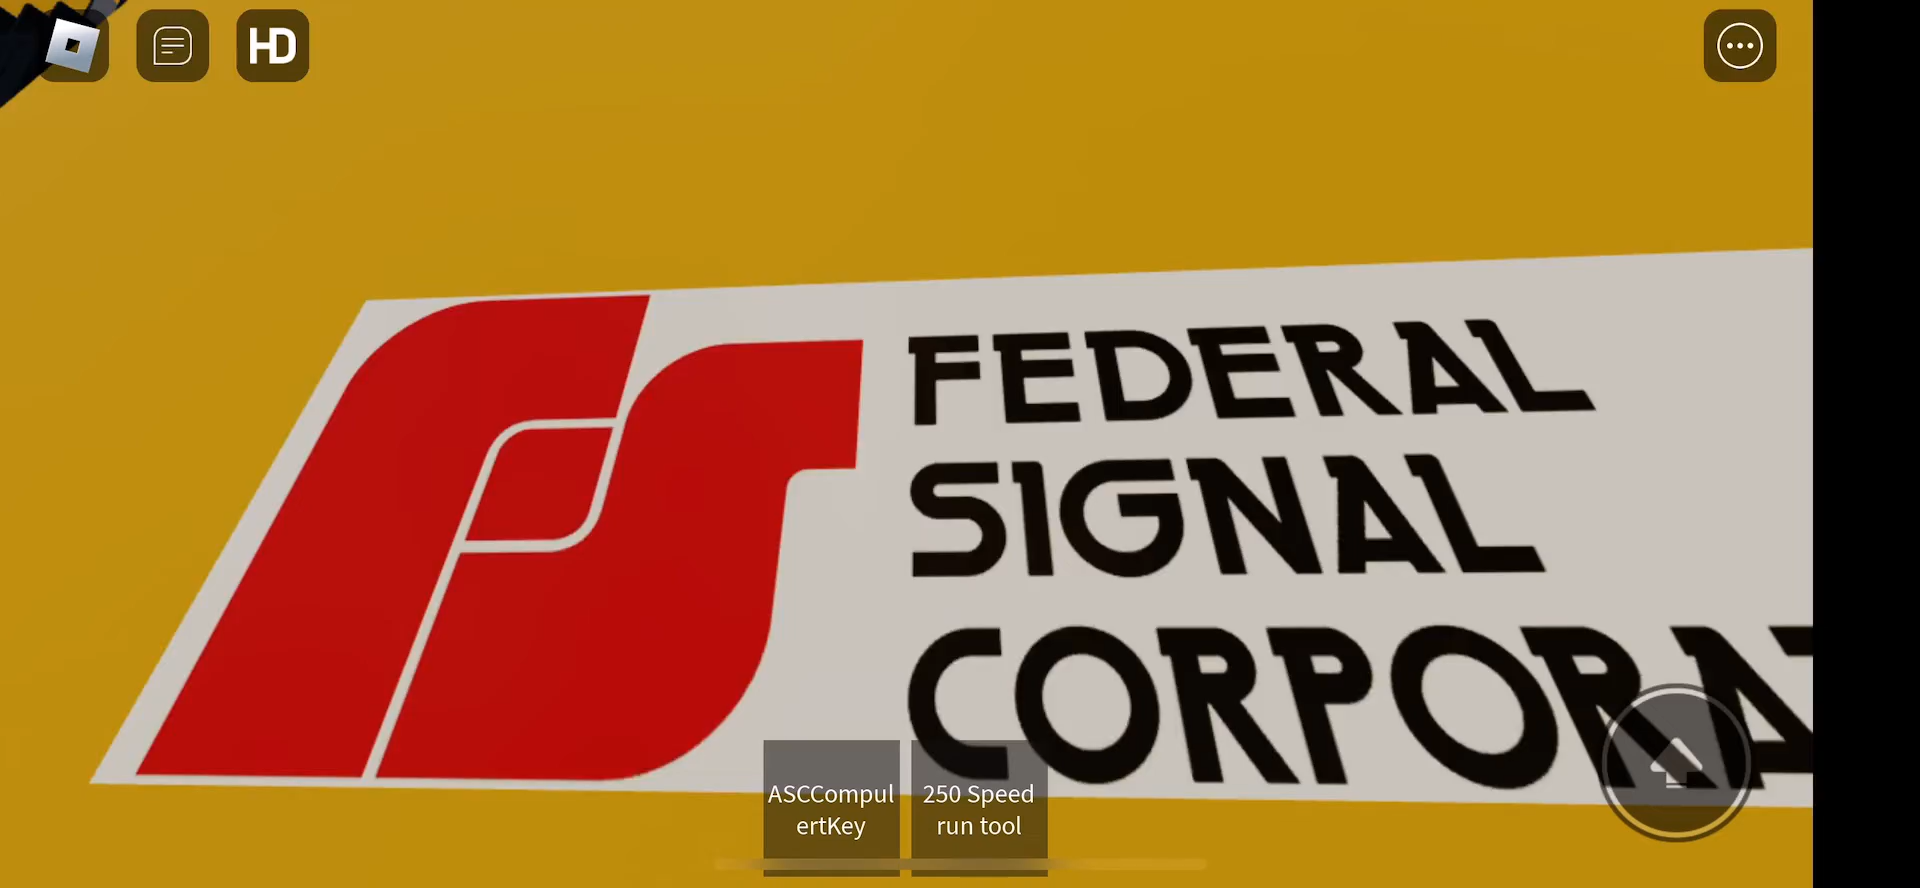 HD
FEDERAL
SIGNAL
CORPORA
ASCCompul
ertKey
250 Speed
run tool